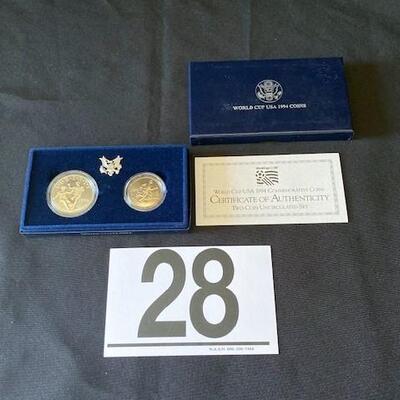 WORLD CUP USA 1994 COINS
WORLD CUP USA 1994 COMMEMORATIVE COINS
CERTIFICATE OF AUTHENTICITY
TWO-COIN UNCIRCULATED SET
28